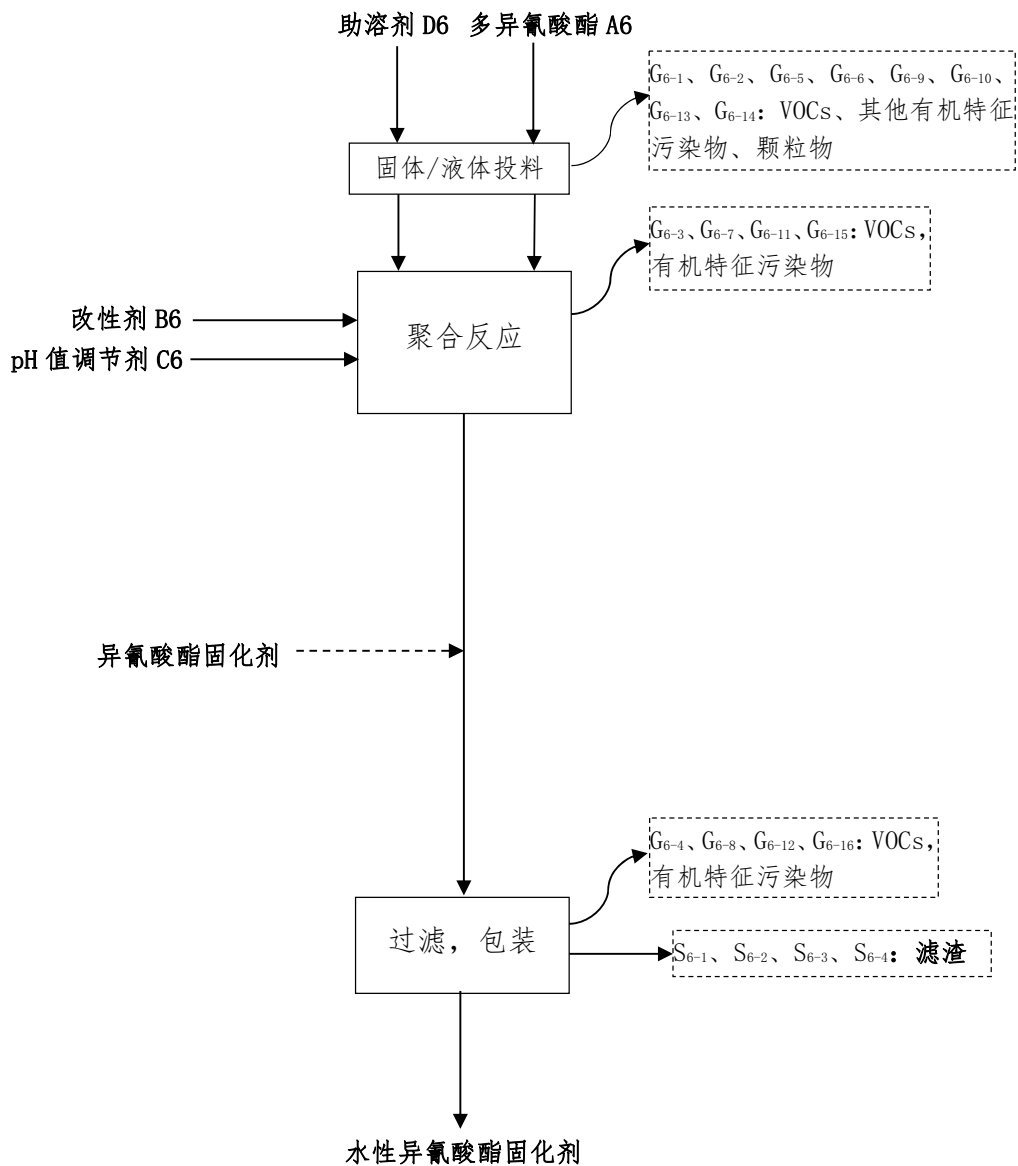 助溶剂 D6 多异氰酸酯 A6
G₆₋₁、G₆₋₂、G₆₋₅、G₆₋₆、G₆₋₉、G₆₋₁₀、
G₆₋₁₃、G₆₋₁₄：VOCs、其他有机特征
污染物、颗粒物
固体/液体投料
G₆₋₃、G₆₋₇、G₆₋₁₁、G₆₋₁₅：VOCs，
有机特征污染物
改性剂 B6
聚合反应
pH 值调节剂 C6
异氰酸酯固化剂
G₆₋₄、G₆₋₈、G₆₋₁₂、G₆₋₁₆：VOCs，
有机特征污染物
过滤，包装
S₆₋₁、S₆₋₂、S₆₋₃、S₆₋₄：滤渣
水性异氰酸酯固化剂